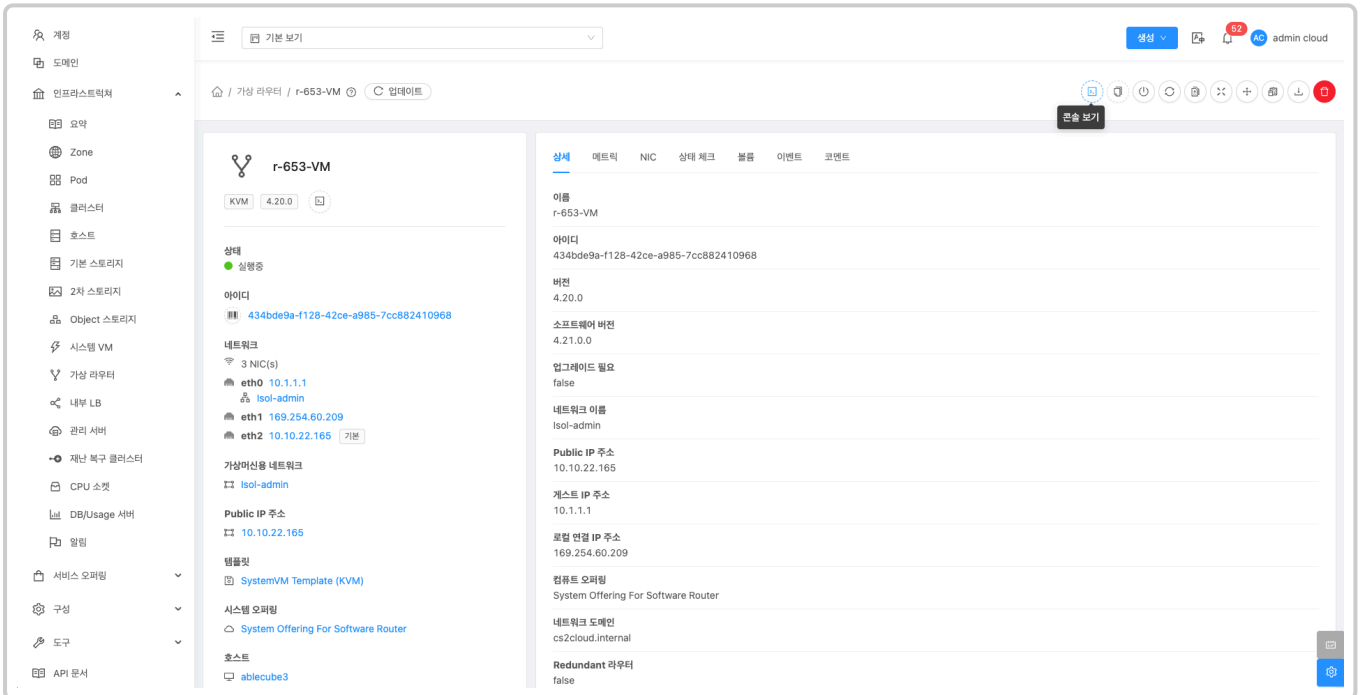 계정
도메인
인프라스트럭쳐
요약
Zone
Pod
클러스터
호스트
기본 스토리지
2차 스토리지
Object 스토리지
시스템 VM
가상 라우터
내부 LB
관리 서버
재난 복구 클러스터
CPU 소켓
DB/Usage 서버
알림
서비스 오퍼링
구성
도구
API 문서
기본 보기
생성
52
AC admin cloud
/ 가상 라우터 / r-653-VM 업데이트
콘솔 보기
r-653-VM
KVM 4.20.0
상태
실행중
아이디
434bde9a-f128-42ce-a985-7cc882410968
네트워크
3 NIC(s)
eth0 10.1.1.1
Isol-admin
eth1 169.254.60.209
eth2 10.10.22.165 기본
가상머신용 네트워크
Isol-admin
Public IP 주소
10.10.22.165
템플릿
SystemVM Template (KVM)
시스템 오퍼링
System Offering For Software Router
호스트
ablecube3
상세 메트릭 NIC 상태 체크 볼륨 이벤트 코멘트
이름
r-653-VM
아이디
434bde9a-f128-42ce-a985-7cc882410968
버전
4.20.0
소프트웨어 버전
4.21.0.0
업그레이드 필요
false
네트워크 이름
Isol-admin
Public IP 주소
10.10.22.165
게스트 IP 주소
10.1.1.1
로컬 연결 IP 주소
169.254.60.209
컴퓨트 오퍼링
System Offering For Software Router
네트워크 도메인
cs2cloud.internal
Redundant 라우터
false